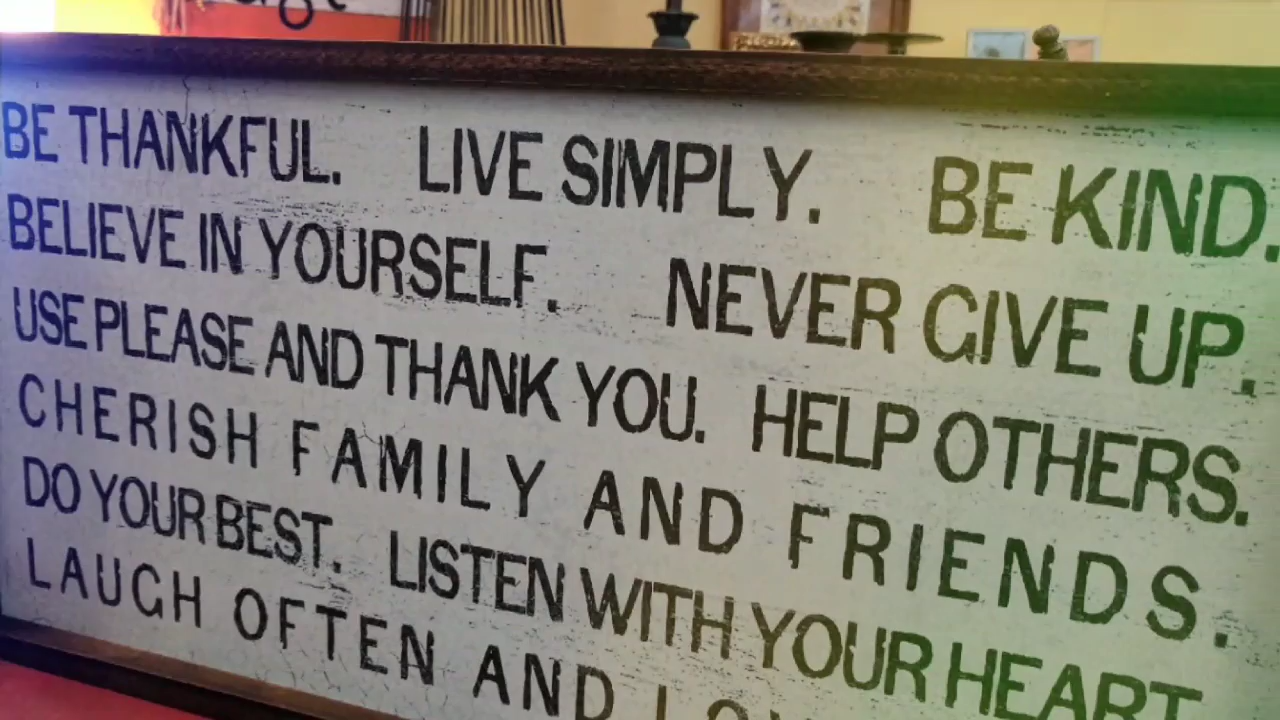 BE THANKFUL. LIVE SIMPLY. BE KIND.
BELIEVE IN YOURSELF. NEVER GIVE UP.
USE PLEASE AND THANK YOU. HELP OTHERS.
CHERISH FAMILY AND FRIENDS.
DO YOUR BEST. LISTEN WITH YOUR HEART
LAUGH OFTEN AND